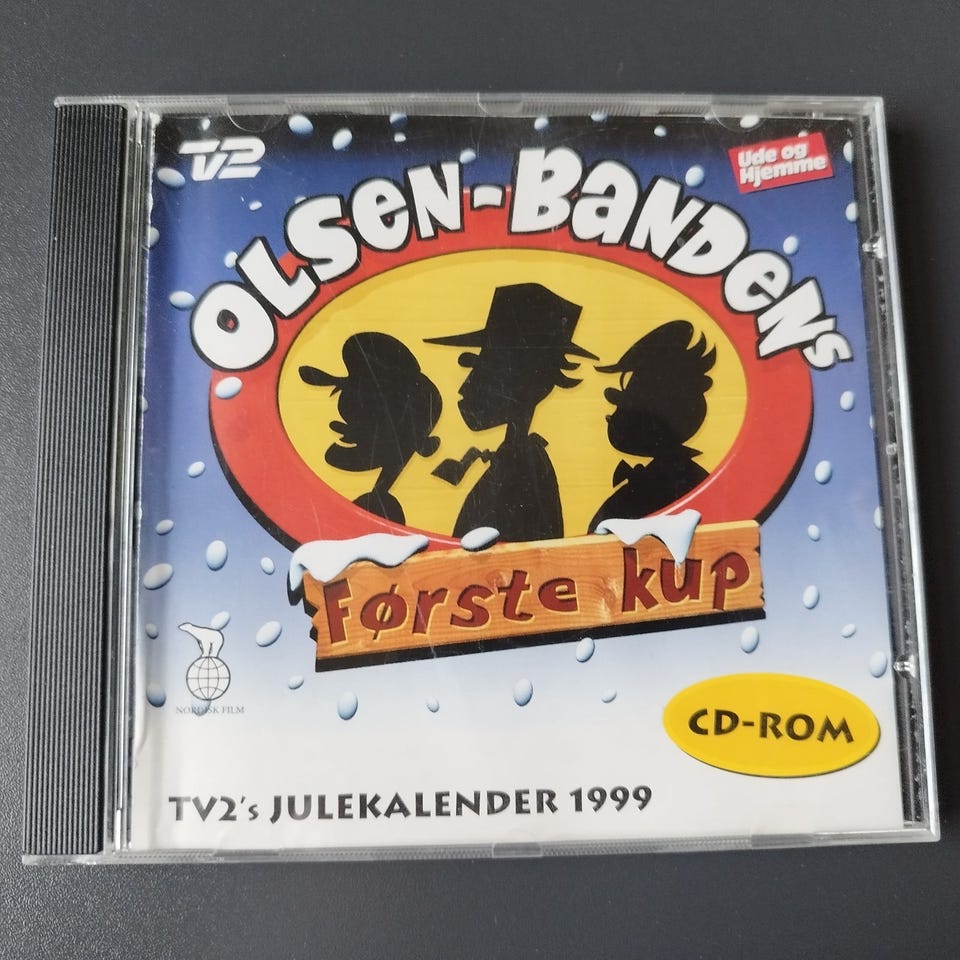 TV2
Ude og
Hjemme
OLSEN-BANDENS
Første kup
NORDISK FILM
CD-ROM
TV2's JULEKALENDER 1999